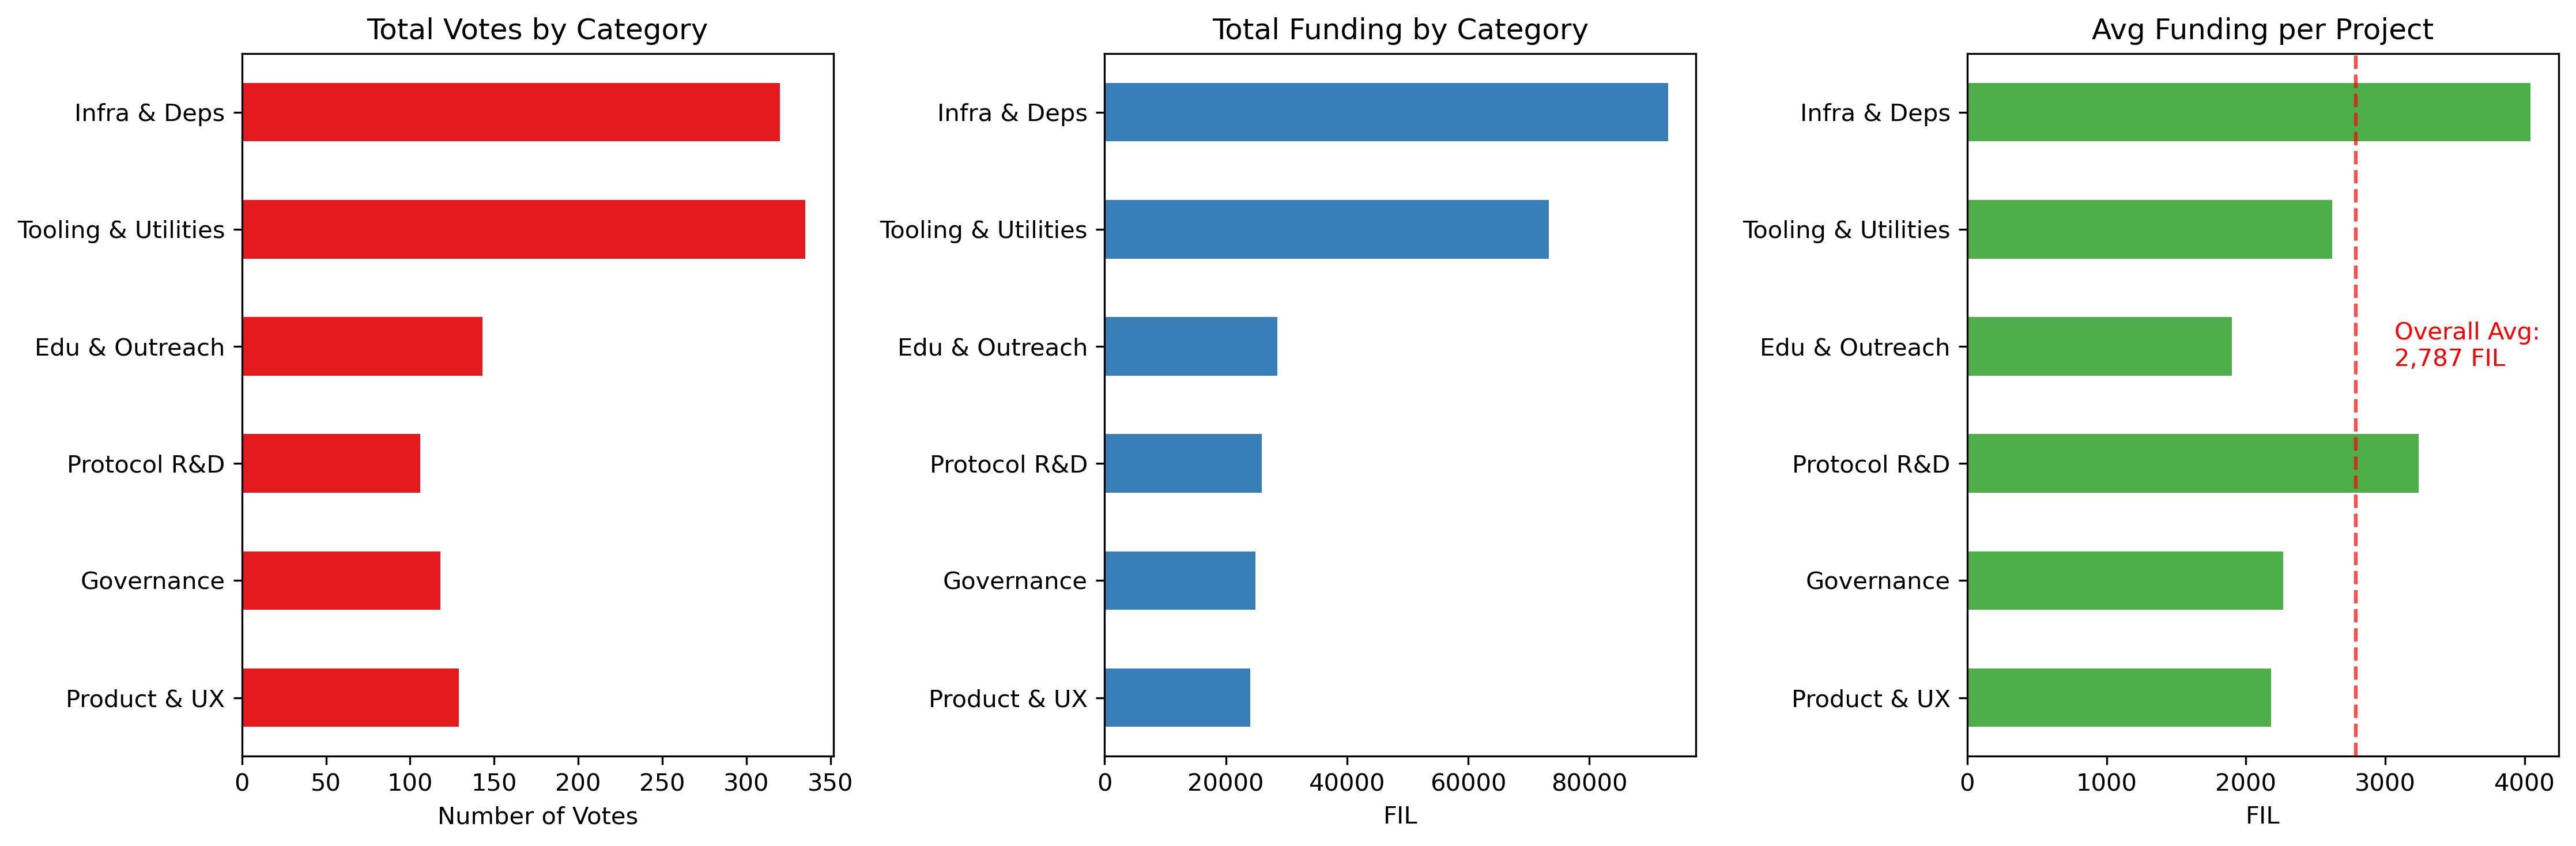 Total Votes by Category
Infra & Deps
Tooling & Utilities
Edu & Outreach
Protocol R&D
Governance
Product & UX
0 50 100 150 200 250 300 350
Number of Votes
Total Funding by Category
Infra & Deps
Tooling & Utilities
Edu & Outreach
Protocol R&D
Governance
Product & UX
0 20000 40000 60000 80000
FIL
Avg Funding per Project
Infra & Deps
Tooling & Utilities
Edu & Outreach
Protocol R&D
Governance
Product & UX
Overall Avg:
2,787 FIL
0 1000 2000 3000 4000
FIL